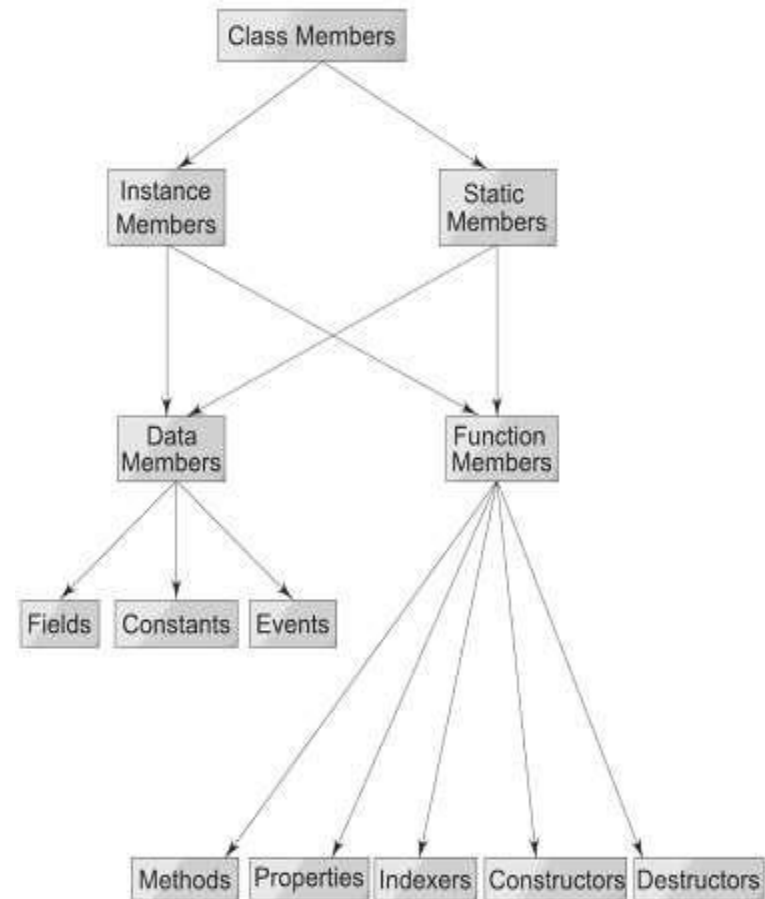 Class Members
Instance
Members
Static
Members
Data
Members
Function
Members
Fields
Constants
Events
Methods
Properties
Indexers
Constructors
Destructors